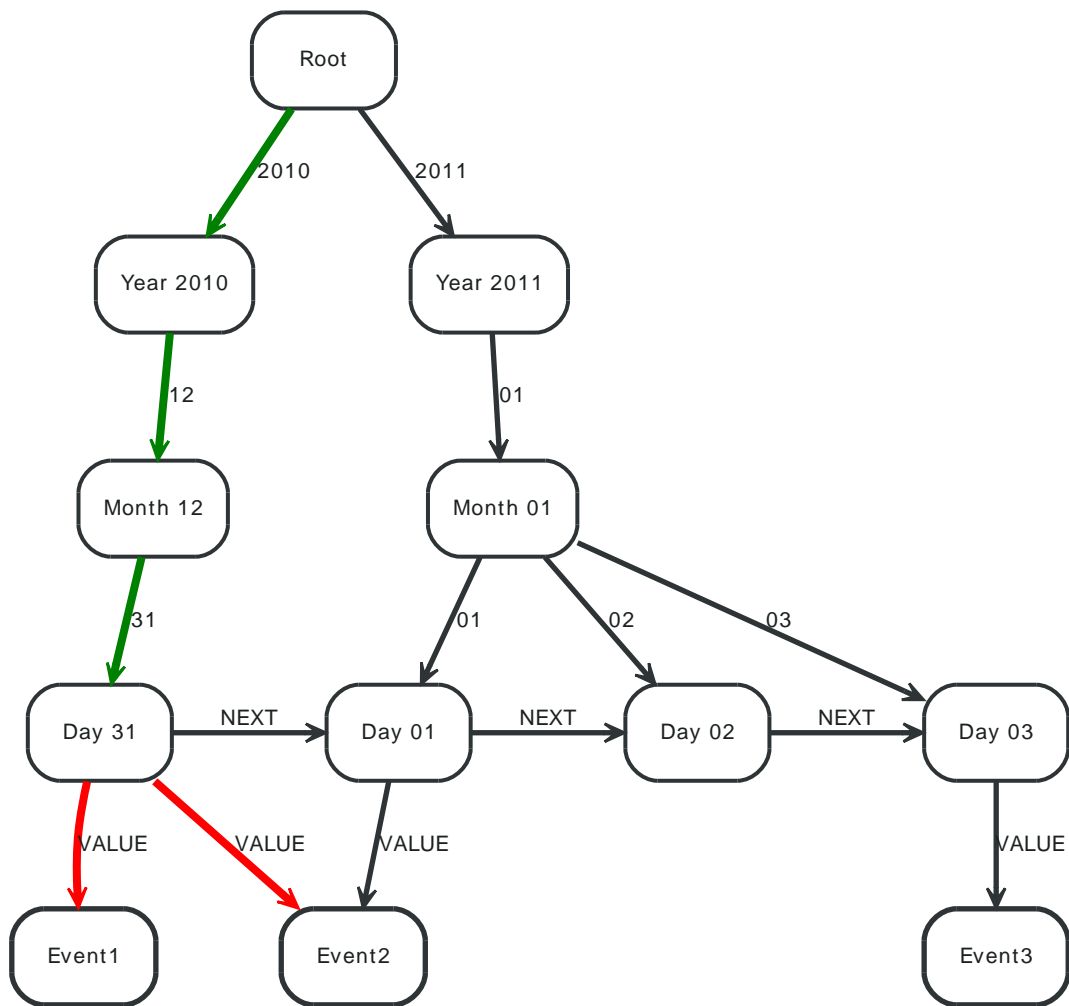 Root
2010
2011
Year 2010
Year 2011
12
01
Month 12
Month 01
31
01
02
03
Day 31
NEXT
Day 01
NEXT
Day 02
NEXT
Day 03
VALUE
VALUE
VALUE
VALUE
Event1
Event2
Event3